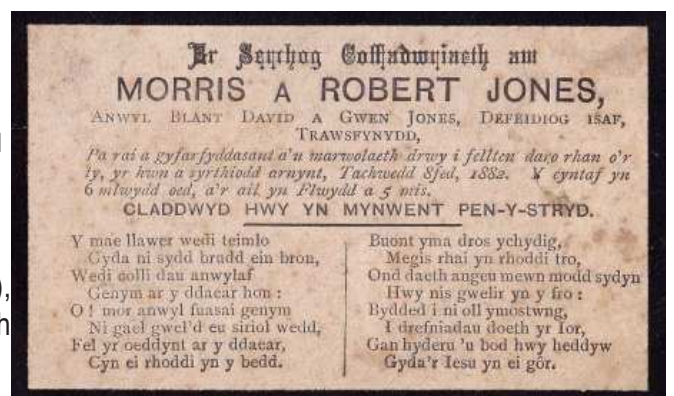 Er Serchog Coffadwriaeth am
MORRIS A ROBERT JONES,
ANWYL BLANT DAVID A GWEN JONES, DEFEIDIOG ISAF,
TRAWSFYNYDD,
Pa rai a gyfarfyddasant a'u marwolaeth drwy i fellten daro rhan o'r
ty, yr hwn a syrthiodd arnynt, Tachwedd 8fed, 1882. Y cyntaf yn
6 mlwydd oed, a'r ail yn Flwydd a 5 mis.
CLADDWYD HWY YN MYNWENT PEN-Y-STRYD.
Y mae llawer wedi teimlo
Gyda ni sydd brudd ein bron,
Wedi colli dau anwylaf
Genym ar y ddaear hon :
O ! mor anwyl fuasai genym
Ni gael gwel'd eu siriol wedd,
Fel yr oeddynt ar y ddaear,
Cyn ei rhoddi yn y bedd.
Buont yma dros ychydig,
Megis rhai yn rhoddi tro,
Ond daeth angeu mewn modd sydyn
Hwy nis gwelir yn y fro :
Bydded i ni oll ymostwng,
I drefniadau doeth yr Ior,
Gan hyderu 'u bod hwy heddyw
Gyda'r Iesu yn ei gôr.